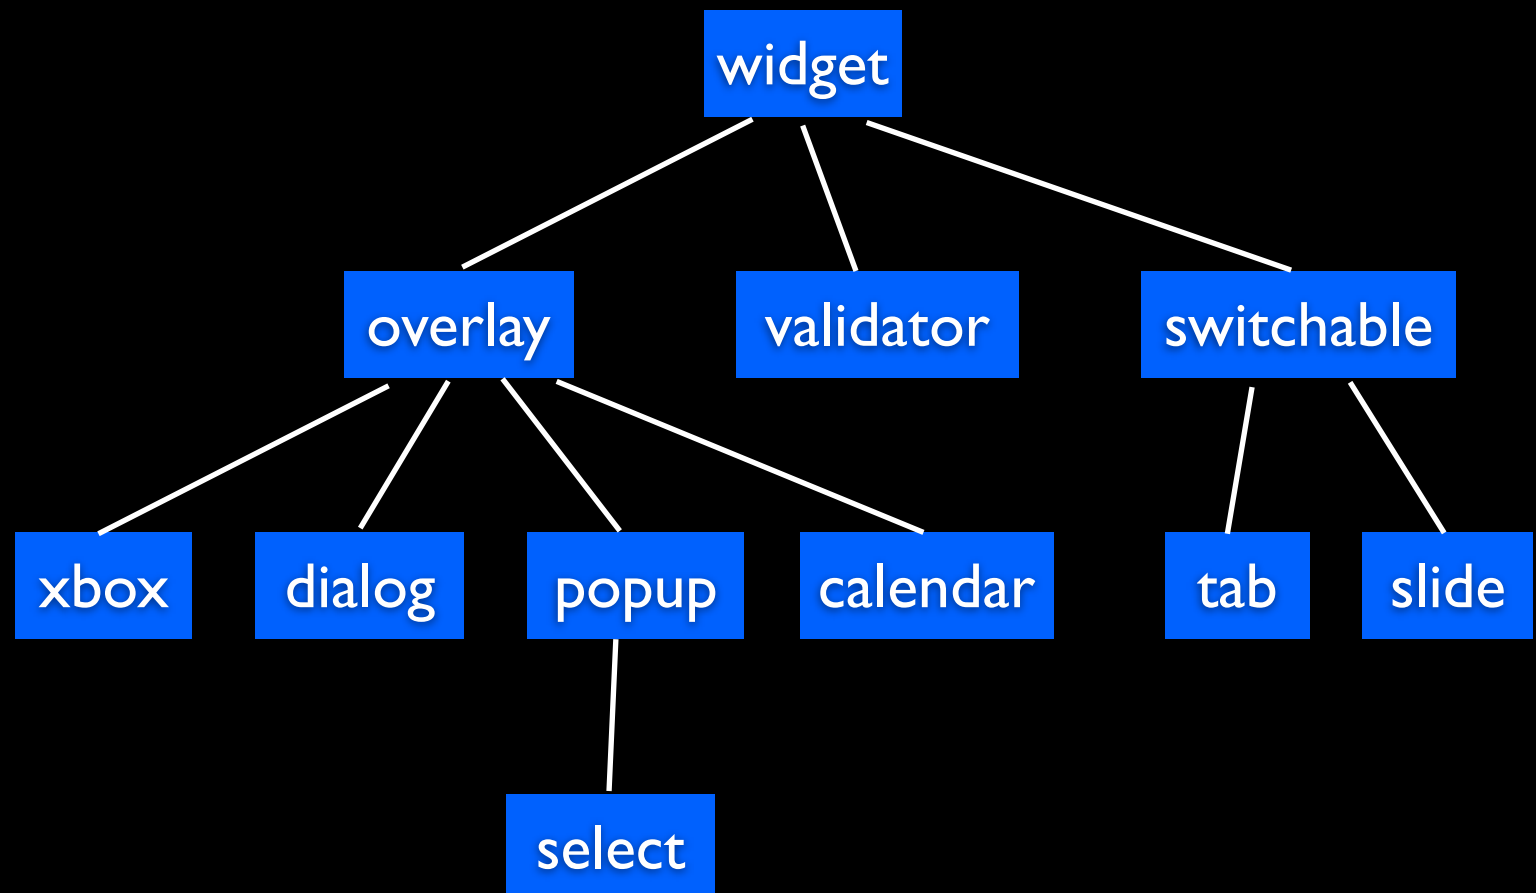 widget
overlay
validator
switchable
xbox
dialog
popup
calendar
tab
slide
select